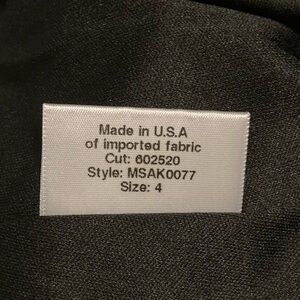 Made in U.S.A
of imported fabric
Cut: 602520
Style: MSAK0077
Size: 4